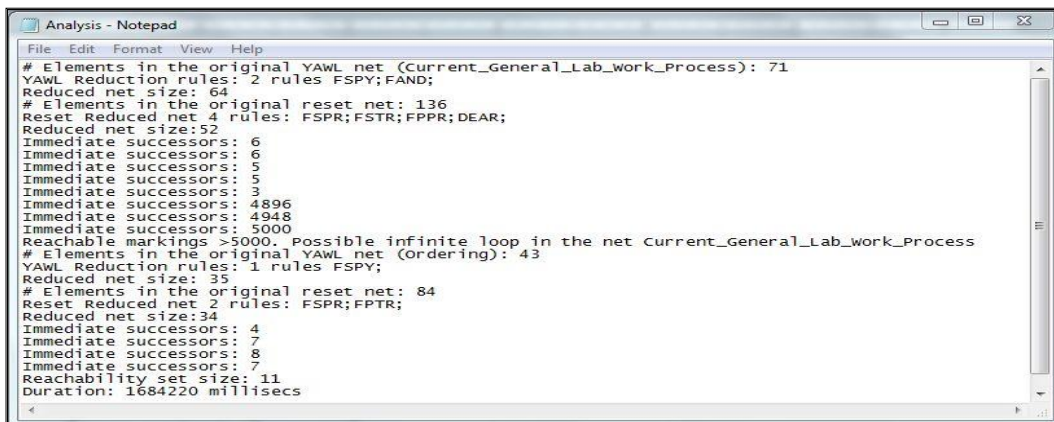 Analysis - Notepad
File Edit Format View Help
# Elements in the original YAWL net (Current_General_Lab_Work_Process): 71
YAWL Reduction rules: 2 rules FSPY;FAND;
Reduced net size: 64
# Elements in the original reset net: 136
Reset Reduced net 4 rules: FSPR;FSTR;FPPR;DEAR;
Reduced net size:52
Immediate successors: 6
Immediate successors: 6
Immediate successors: 5
Immediate successors: 5
Immediate successors: 3
Immediate successors: 4896
Immediate successors: 4948
Immediate successors: 5000
Reachable markings >5000. Possible infinite loop in the net Current_General_Lab_Work_Process
# Elements in the original YAWL net (Ordering): 43
YAWL Reduction rules: 1 rules FSPY;
Reduced net size: 35
# Elements in the original reset net: 84
Reset Reduced net 2 rules: FSPR;FPTR;
Reduced net size:34
Immediate successors: 4
Immediate successors: 7
Immediate successors: 8
Immediate successors: 7
Reachability set size: 11
Duration: 1684220 millisecs